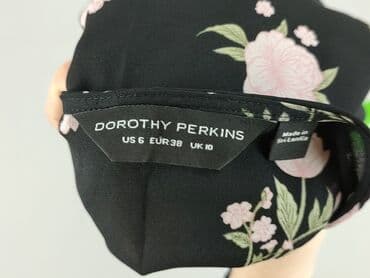 DOROTHY PERKINS
US 6 EUR 38 UK 10
Made in
Sri Lanka